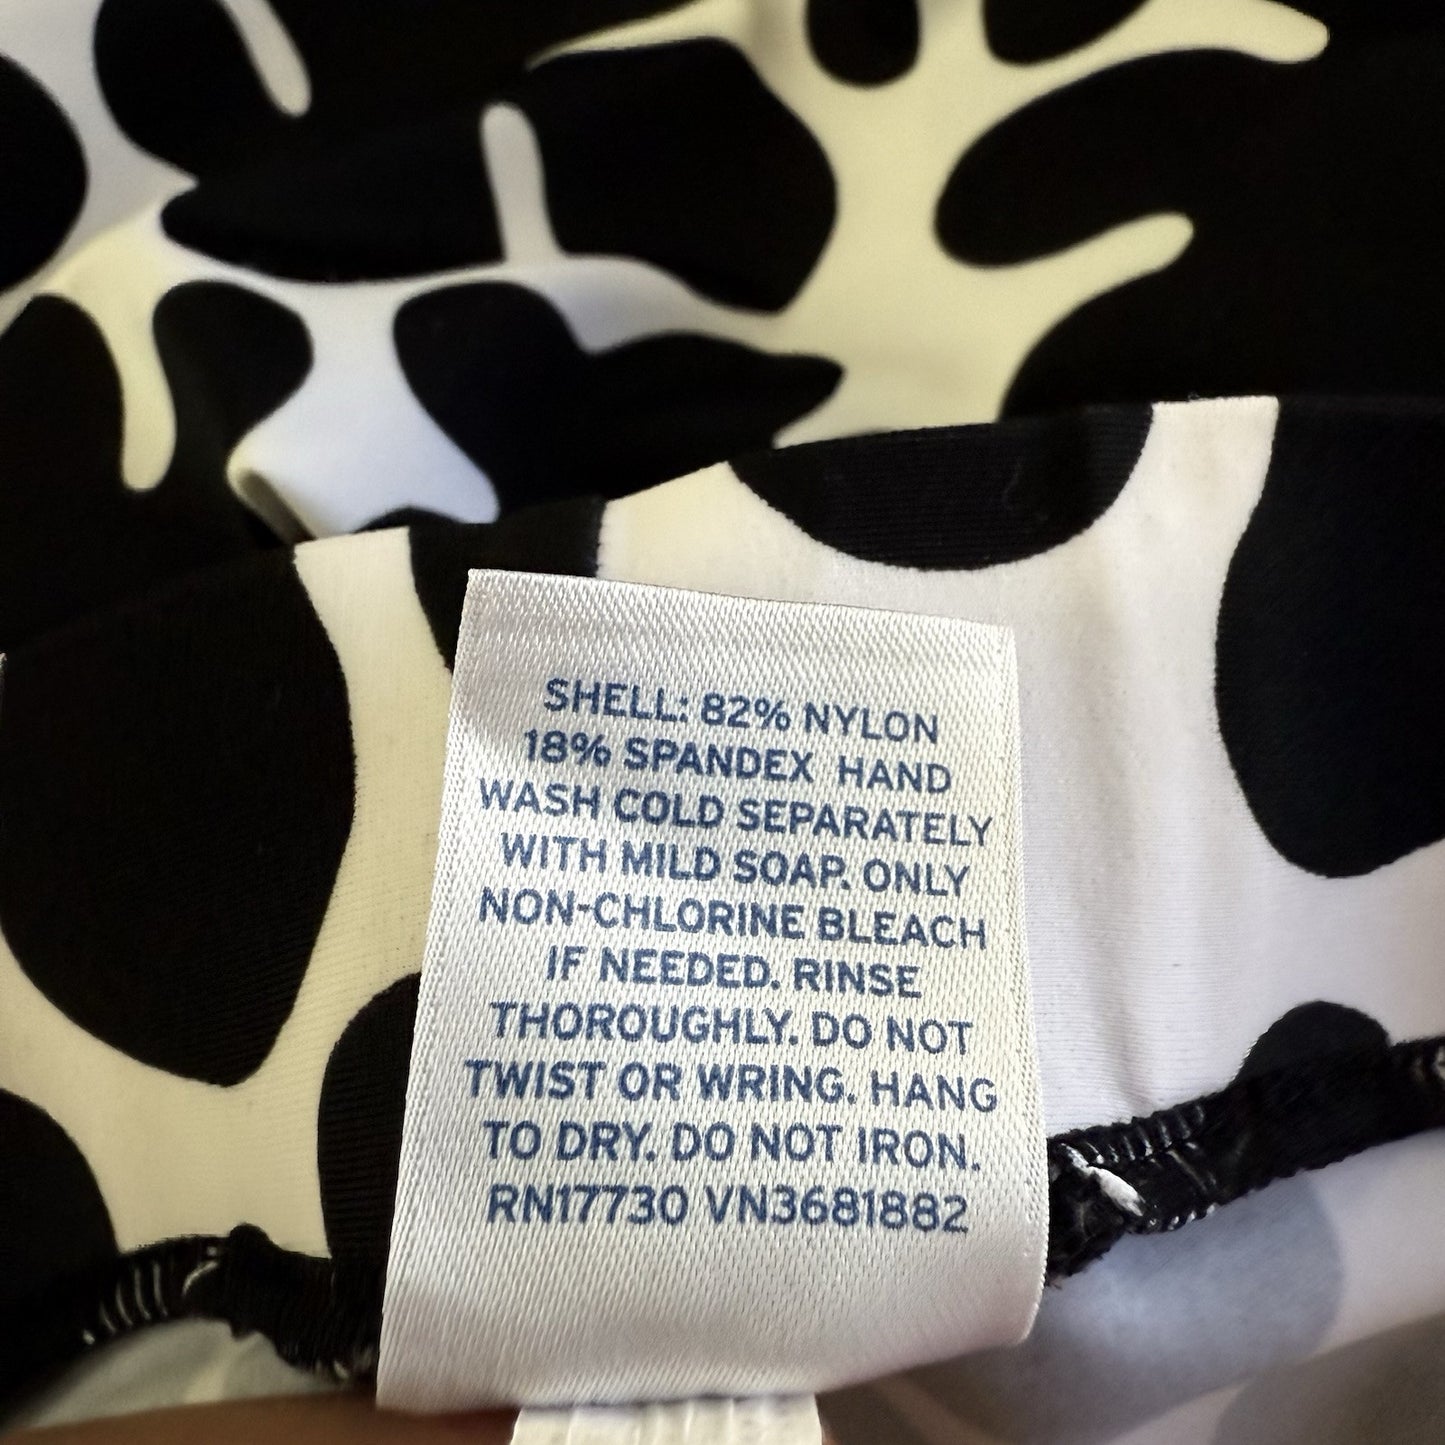 SHELL: 82% NYLON
18% SPANDEX HAND
WASH COLD SEPARATELY
WITH MILD SOAP. ONLY
NON-CHLORINE BLEACH
IF NEEDED. RINSE
THOROUGHLY. DO NOT
TWIST OR WRING. HANG
TO DRY. DO NOT IRON.
RN17730 VN3681882